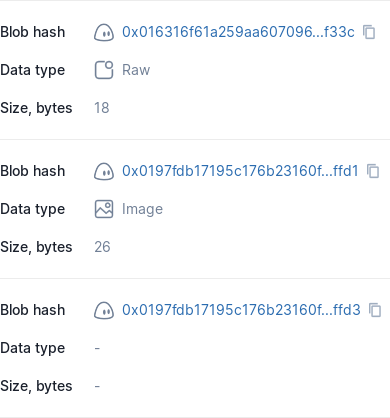 Blob hash 0x016316f61a259aa607096...f33c
Data type Raw
Size, bytes 18
Blob hash 0x0197fdb17195c176b23160f...ffd1
Data type Image
Size, bytes 26
Blob hash 0x0197fdb17195c176b23160f...ffd3
Data type -
Size, bytes -